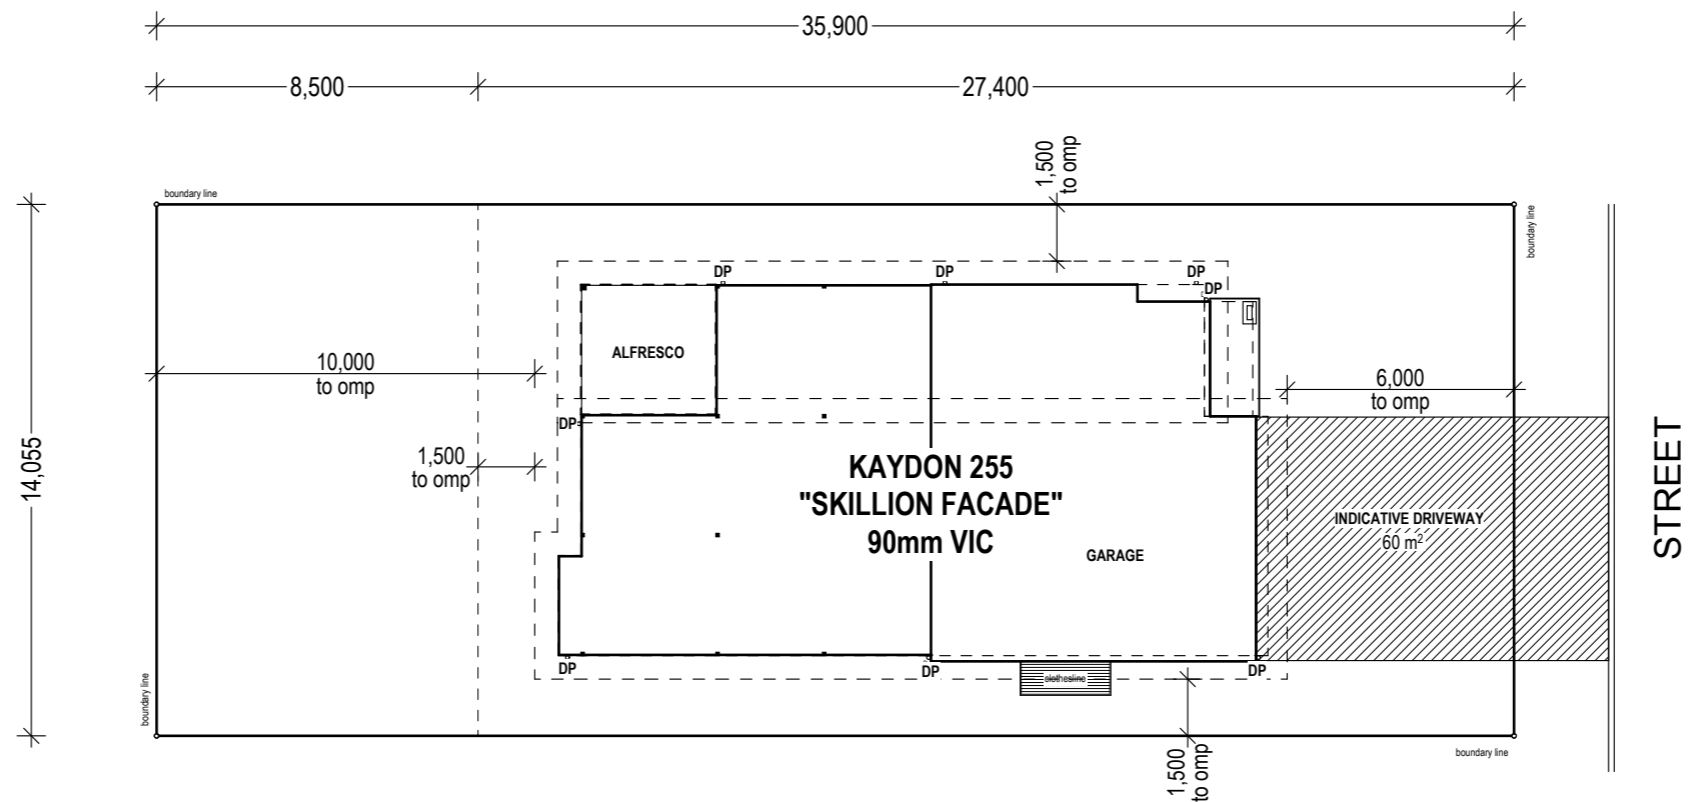 35,900
8,500
27,400
1,500
to omp
boundary line
boundary line
DP
DP
DP
DP
ALFRESCO
10,000
to omp
6,000
to omp
DP
14,055
1,500
to omp
KAYDON 255
"SKILLION FACADE"
90mm VIC
INDICATIVE DRIVEWAY
60 m²
STREET
GARAGE
DP
DP
DP
clothesline
boundary line
boundary line
1,500
to omp